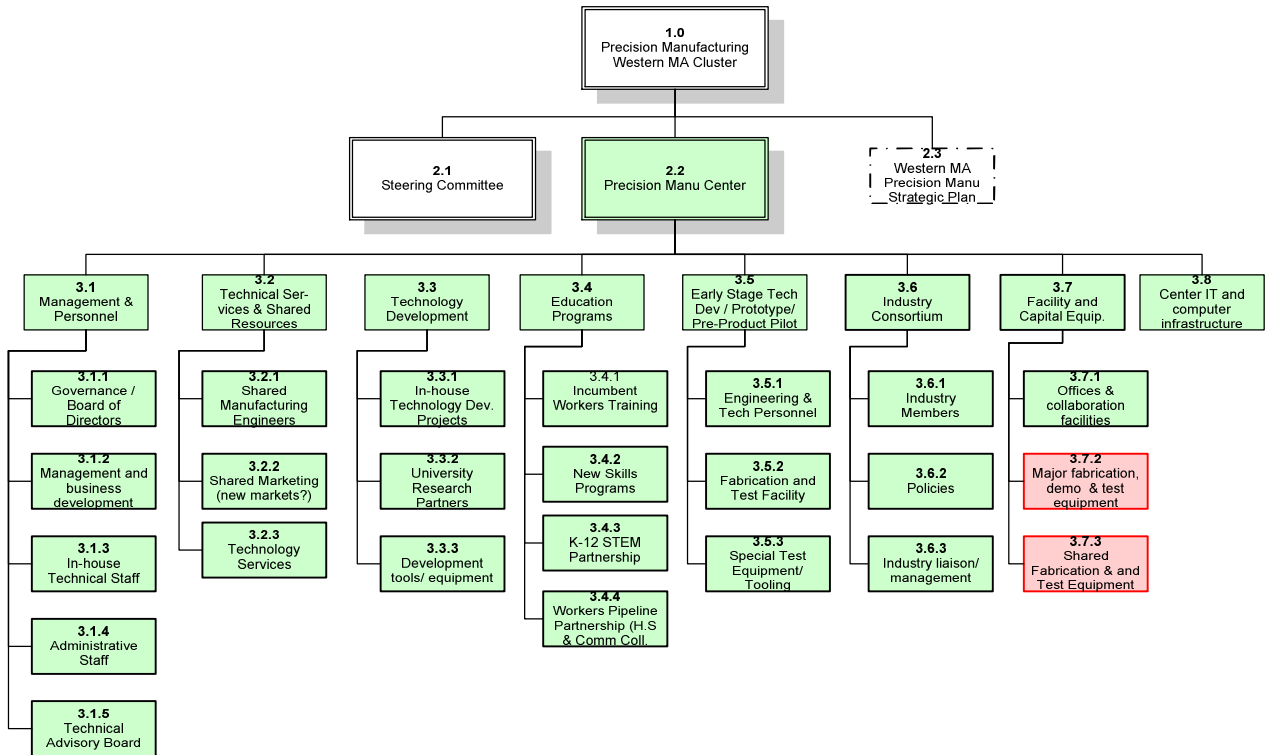 1.0
Precision Manufacturing
Western MA Cluster
2.1
Steering Committee
2.2
Precision Manu Center
2.3
Western MA
Precision Manu
Strategic Plan
3.1
Management &
Personnel
3.2
Technical Ser-
vices & Shared
Resources
3.3
Technology
Development
3.4
Education
Programs
3.5
Early Stage Tech
Dev / Prototype/
Pre-Product Pilot
3.6
Industry
Consortium
3.7
Facility and
Capital Equip.
3.8
Center IT and
computer
infrastructure
3.1.1
Governance /
Board of
Directors
3.1.2
Management and
business
development
3.1.3
In-house
Technical Staff
3.1.4
Administrative
Staff
3.1.5
Technical
Advisory Board
3.2.1
Shared
Manufacturing
Engineers
3.2.2
Shared Marketing
(new markets?)
3.2.3
Technology
Services
3.3.1
In-house
Technology Dev.
Projects
3.3.2
University
Research
Partners
3.3.3
Development
tools/ equipment
3.4.1
Incumbent
Workers Training
3.4.2
New Skills
Programs
3.4.3
K-12 STEM
Partnership
3.4.4
Workers Pipeline
Partnership (H.S
& Comm Coll.
3.5.1
Engineering &
Tech Personnel
3.5.2
Fabrication and
Test Facility
3.5.3
Special Test
Equipment/
Tooling
3.6.1
Industry
Members
3.6.2
Policies
3.6.3
Industry liaison/
management
3.7.1
Offices &
collaboration
facilities
3.7.2
Major fabrication,
demo & test
equipment
3.7.3
Shared
Fabrication & and
Test Equipment